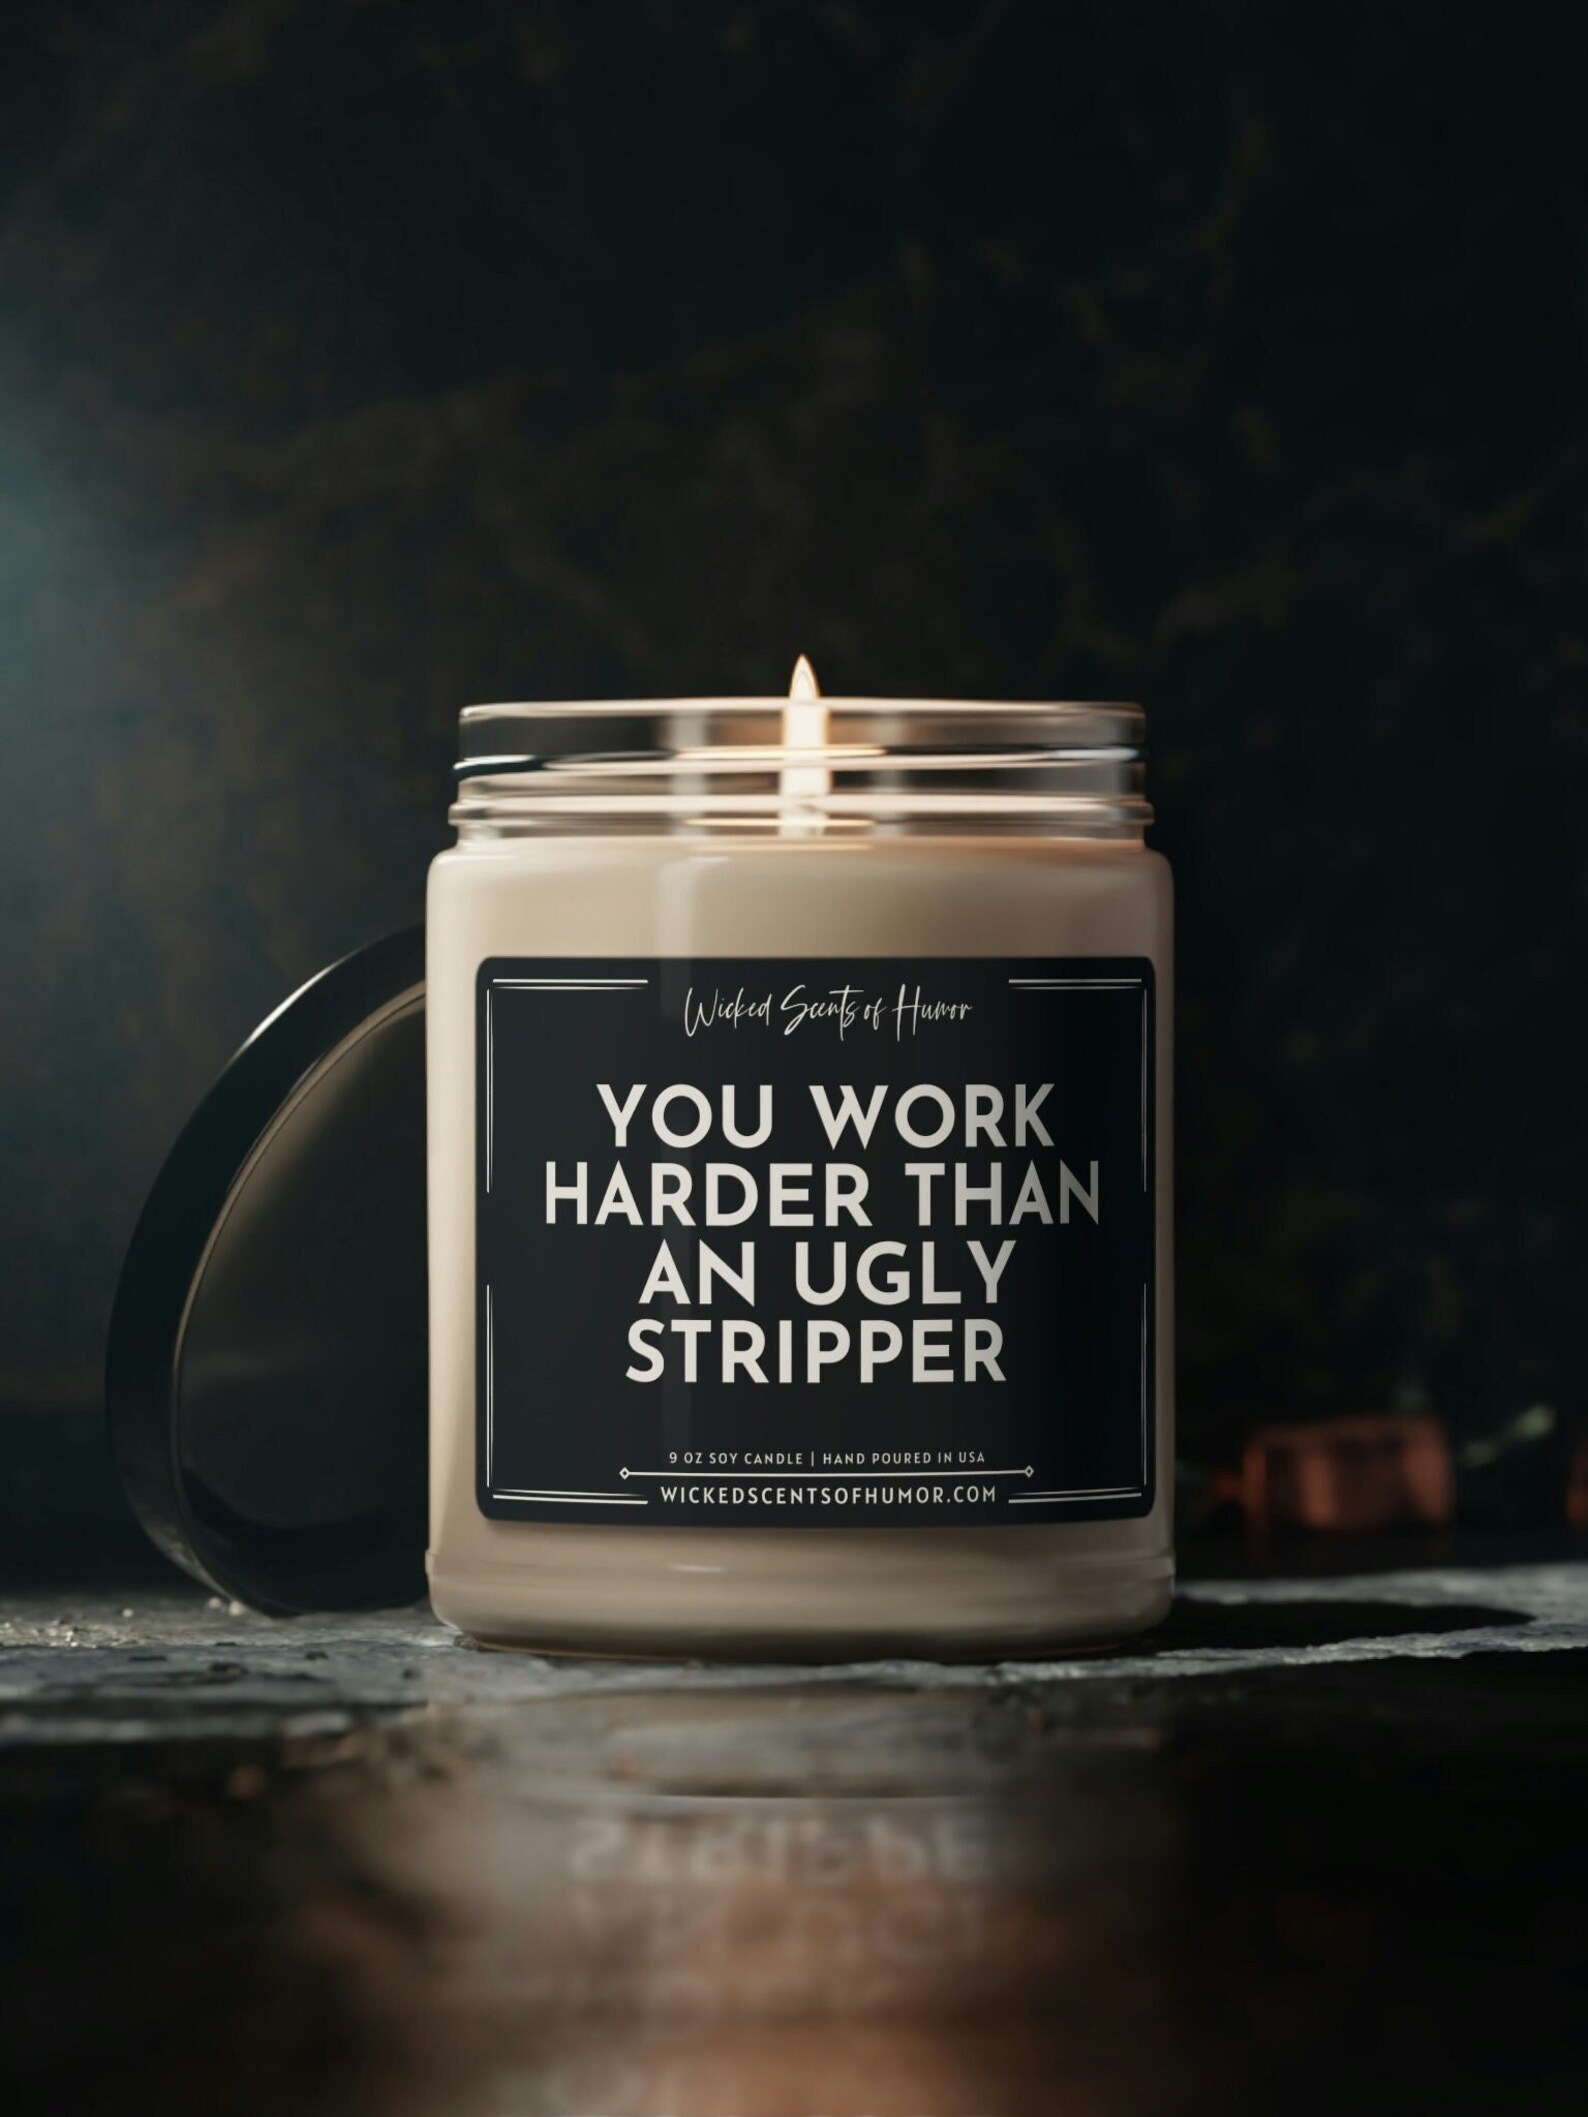 Wicked Scents of Humor
YOU WORK
HARDER THAN
AN UGLY
STRIPPER
9 OZ SOY CANDLE | HAND POURED IN USA
WICKEDSCENTSOFHUMOR.COM